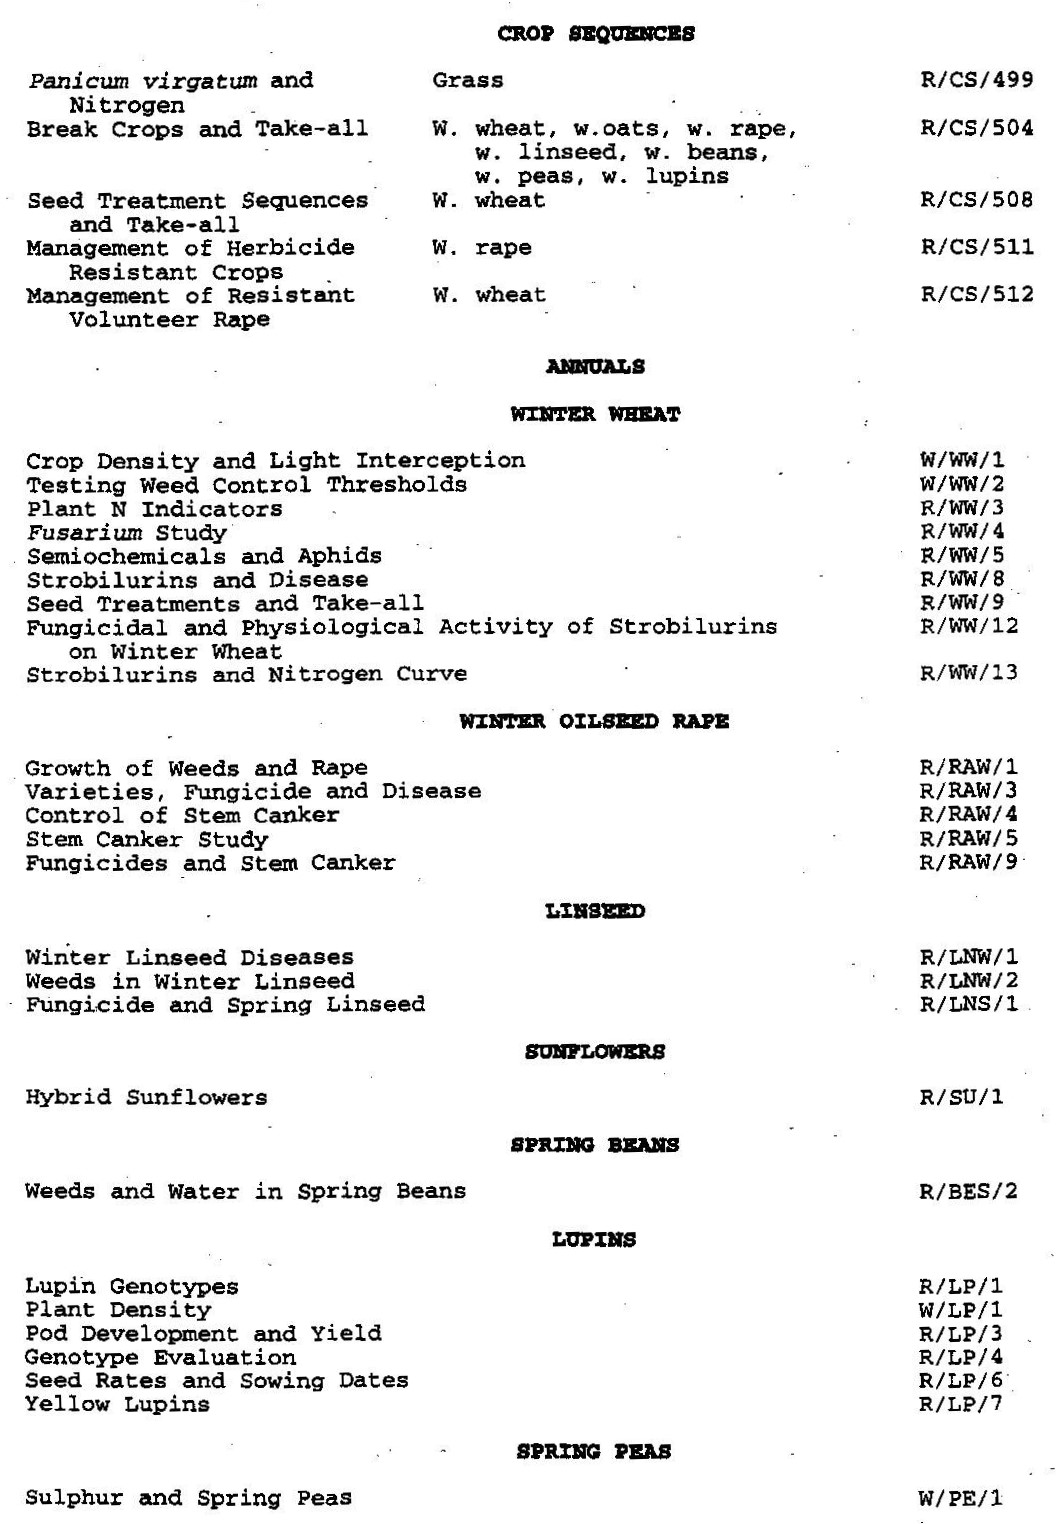 CROP SEQUENCES
Panicum virgatum and Grass R/CS/499
Nitrogen
Break Crops and Take-all W. wheat, w.oats, w. rape, R/CS/504
w. linseed, w. beans,
w. peas, w. lupins
Seed Treatment Sequences W. wheat R/CS/508
and Take-all
Management of Herbicide W. rape R/CS/511
Resistant Crops
Management of Resistant W. wheat R/CS/512
Volunteer Rape
ANNUALS
WINTER WHEAT
Crop Density and Light Interception W/WW/1
Testing Weed Control Thresholds W/WW/2
Plant N Indicators R/WW/3
Fusarium Study R/WW/4
Semiochemicals and Aphids R/WW/5
Strobilurins and Disease R/WW/8
Seed Treatments and Take-all R/WW/9
Fungicidal and Physiological Activity of Strobilurins R/WW/12
on Winter Wheat
Strobilurins and Nitrogen Curve R/WW/13
WINTER OILSEED RAPE
Growth of Weeds and Rape R/RAW/1
Varieties, Fungicide and Disease R/RAW/3
Control of Stem Canker R/RAW/4
Stem Canker Study R/RAW/5
Fungicides and Stem Canker R/RAW/9
LINSEED
Winter Linseed Diseases R/LNW/1
Weeds in Winter Linseed R/LNW/2
Fungicide and Spring Linseed R/LNS/1
SUNFLOWERS
Hybrid Sunflowers R/SU/1
SPRING BEANS
Weeds and Water in Spring Beans R/BES/2
LUPINS
Lupin Genotypes R/LP/1
Plant Density W/LP/1
Pod Development and Yield R/LP/3
Genotype Evaluation R/LP/4
Seed Rates and Sowing Dates R/LP/6
Yellow Lupins R/LP/7
SPRING PEAS
Sulphur and Spring Peas W/PE/1